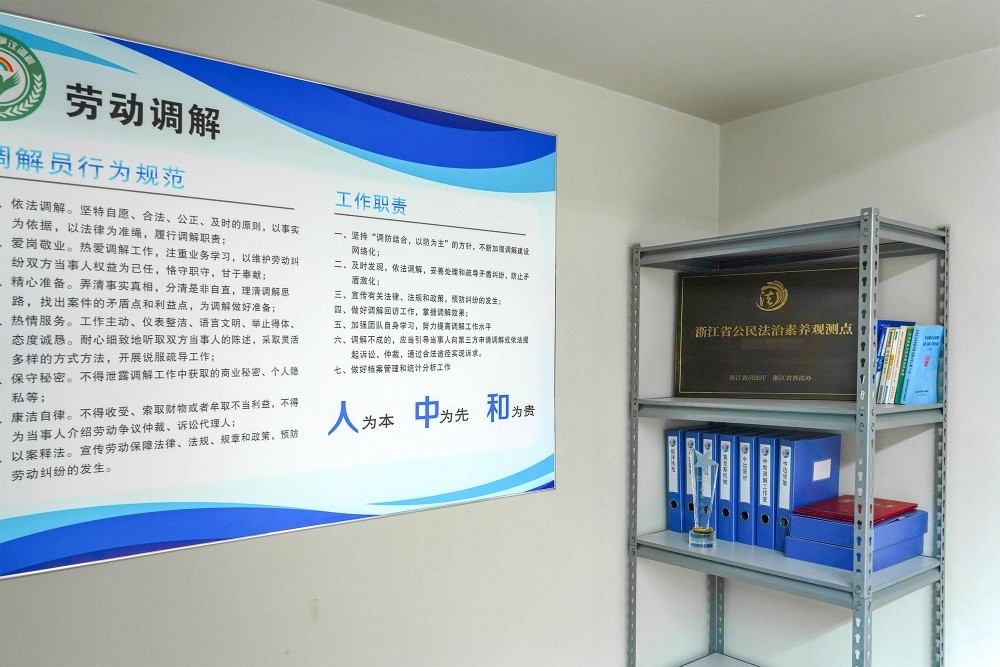 劳动调解
调解员行为规范
、依法调解。坚持自愿、合法、公正、及时的原则，以事实
为依据，以法律为准绳，履行调解职责；
、爱岗敬业。热爱调解工作，注重业务学习，以维护劳动纠
纷双方当事人权益为已任，恪守职守，甘于奉献；
、精心准备。弄清事实真相，分清是非自直，理清调解思
路，找出案件的矛盾点和利益点，为调解做好准备；
、热情服务。工作主动、仪表整洁、语言文明、举止得体、
态度诚恳。耐心细致地听取双方当事人的陈述，采取灵活
多样的方式方法，开展说服疏导工作；
、保守秘密。不得泄露调解工作中获取的商业秘密、个人隐
私等；
、廉洁自律。不得收受、索取财物或者牟取不当利益，不得
为当事人介绍劳动争议仲裁、诉讼代理人；
、以案释法。宣传劳动保障法律、法规、规章和政策，预防
劳动纠纷的发生。
工作职责
一、坚持“调防结合，以防为主”的方针，不断加强调解建设
网络化；
二、及时发现，依法调解，妥善处理和疏导矛盾纠纷，防止矛
盾激化；
三、宣传有关法律、法规和政策，预防纠纷的发生；
四、做好调解回访工作，掌握调解效果；
五、加强团队自身学习，努力提高调解工作水平
六、调解不成的，应当引导当事人向第三方申请调解或依法提
起诉讼、仲裁，通过合法途径实现诉求。
七、做好档案管理和统计分析工作
人为本 中为先 和为贵
浙江省公民法治素养观测点
浙江省司法厅 浙江省普法办
中和调解工作室